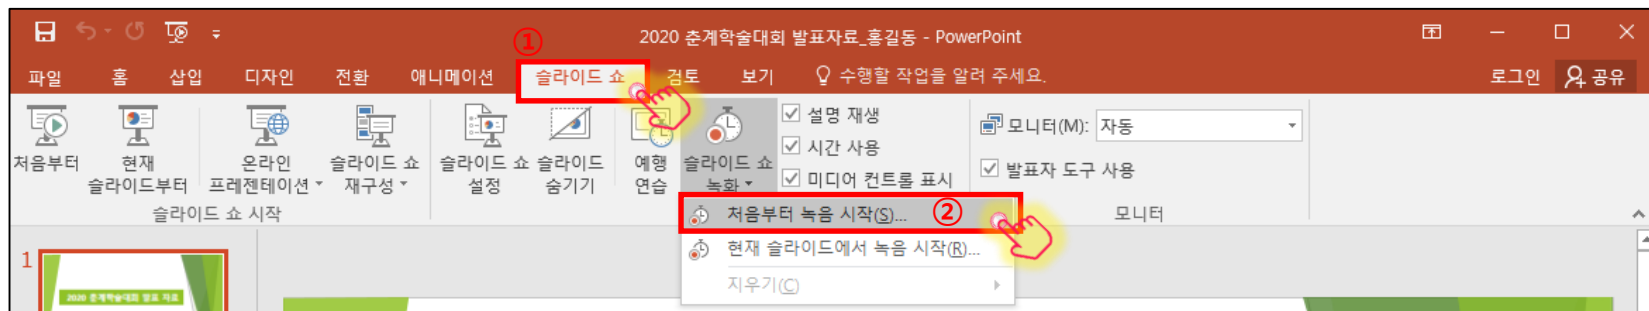 ①
2020 춘계학술대회 발표자료_홍길동 - PowerPoint
파일 홈 삽입 디자인 전환 애니메이션 슬라이드 쇼 검토 보기 수행할 작업을 알려 주세요. 로그인 공유
처음부터
현재
슬라이드부터
온라인
프레젠테이션
슬라이드 쇼
재구성
슬라이드 쇼
설정
슬라이드
숨기기
예행
연습
슬라이드 쇼
녹화
설명 재생
시간 사용
미디어 컨트롤 표시
모니터(M): 자동
발표자 도구 사용
슬라이드 쇼 시작
모니터
처음부터 녹음 시작(S)... ②
현재 슬라이드에서 녹음 시작(R)...
지우기(C)
1
2020 춘계학술대회 발표 자료